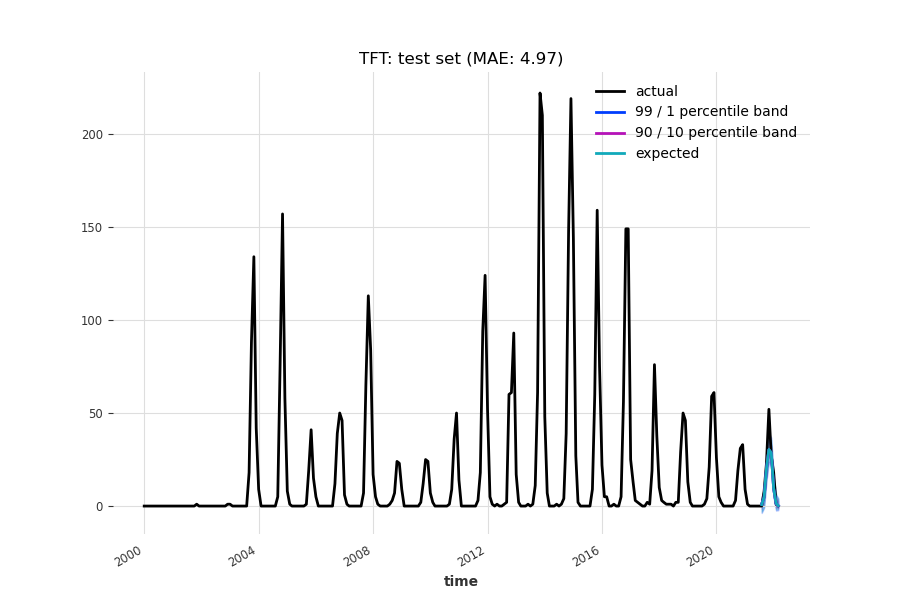 TFT: test set (MAE: 4.97)
actual
99 / 1 percentile band
90 / 10 percentile band
expected
200
150
100
50
0
2000
2004
2008
2012
2016
2020
time